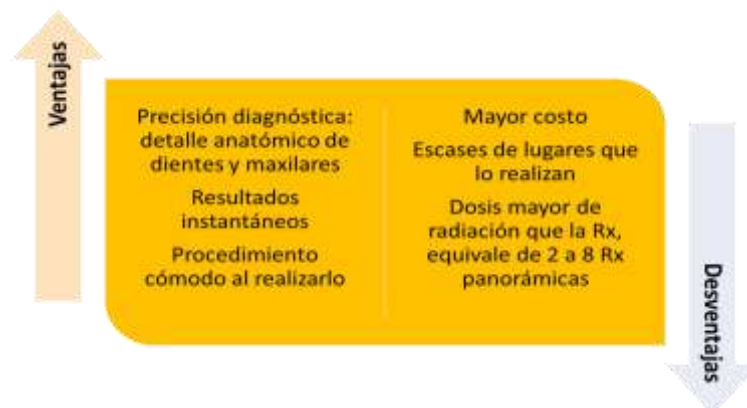 Ventajas
Precisión diagnóstica:
detalle anatómico de
dientes y maxilares
Resultados
instantáneos
Procedimiento
cómodo al realizarlo
Mayor costo
Escases de lugares que
lo realizan
Dosis mayor de
radiación que la Rx,
equivale de 2 a 8 Rx
panorámicas
Desventajas